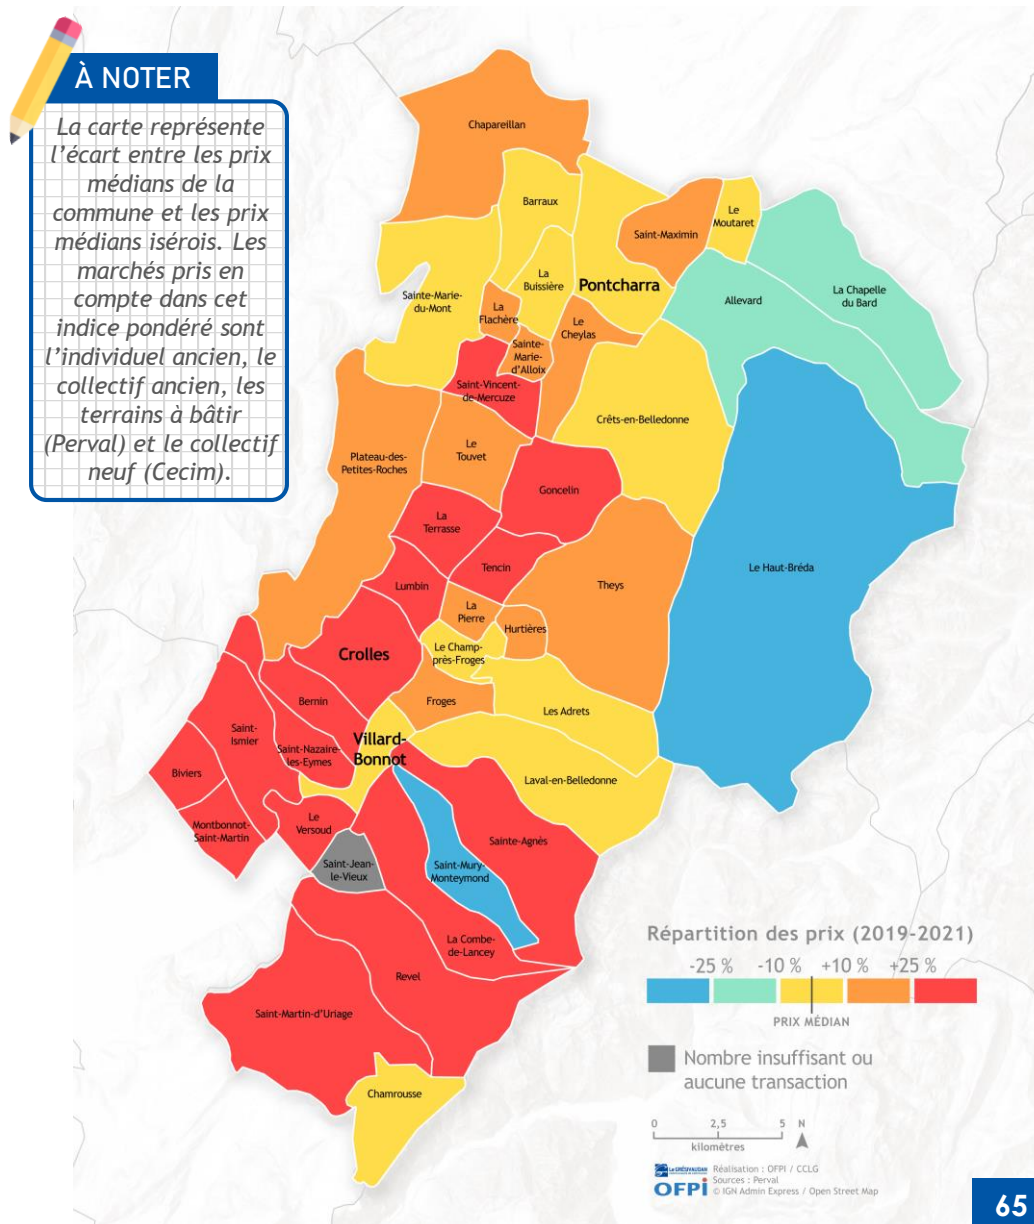 À NOTER
La carte représente
l'écart entre les prix
médians de la
commune et les prix
médians isérois. Les
marchés pris en
compte dans cet
indice pondéré sont
l'individuel ancien, le
collectif ancien, les
terrains à bâtir
(Perval) et le collectif
neuf (Cecim).
Chapareillan
Barraux
Le
Moutaret
Saint-Maximin
La
Buissière
Pontcharra
Sainte-Marie-
du-Mont
Allevard
La Chapelle
du Bard
La
Flachère
Le
Cheylas
Sainte-
Marie-
d'Alloix
Saint-Vincent-
de-Mercuze
Crêts-en-Belledonne
Le
Touvet
Plateau-des-
Petites-Roches
Goncelin
La
Terrasse
Tencin
Le Haut-Bréda
Lumbin
Theys
La
Pierre
Hurtières
Crolles
Le Champ-
près-Froges
Bernin
Froges
Les Adrets
Saint-
Ismier
Villard-
Bonnot
Saint-Nazaire-
les-Eymes
Biviers
Laval-en-Belledonne
Montbonnot-
Saint-Martin
Le
Versoud
Sainte-Agnès
Saint-Jean-
le-Vieux
Saint-Mury-
Monteymond
La Combe-
de-Lancey
Revel
Saint-Martin-d'Uriage
Chamrousse
Répartition des prix (2019-2021)
-25 % -10 % +10 % +25 %
PRIX MÉDIAN
Nombre insuffisant ou
aucune transaction
0 2,5 5 N
kilomètres
Le GRÉSIVAUDAN
OFPi
Réalisation : OFPI / CCLG
Sources : Perval
© IGN Admin Express / Open Street Map
65